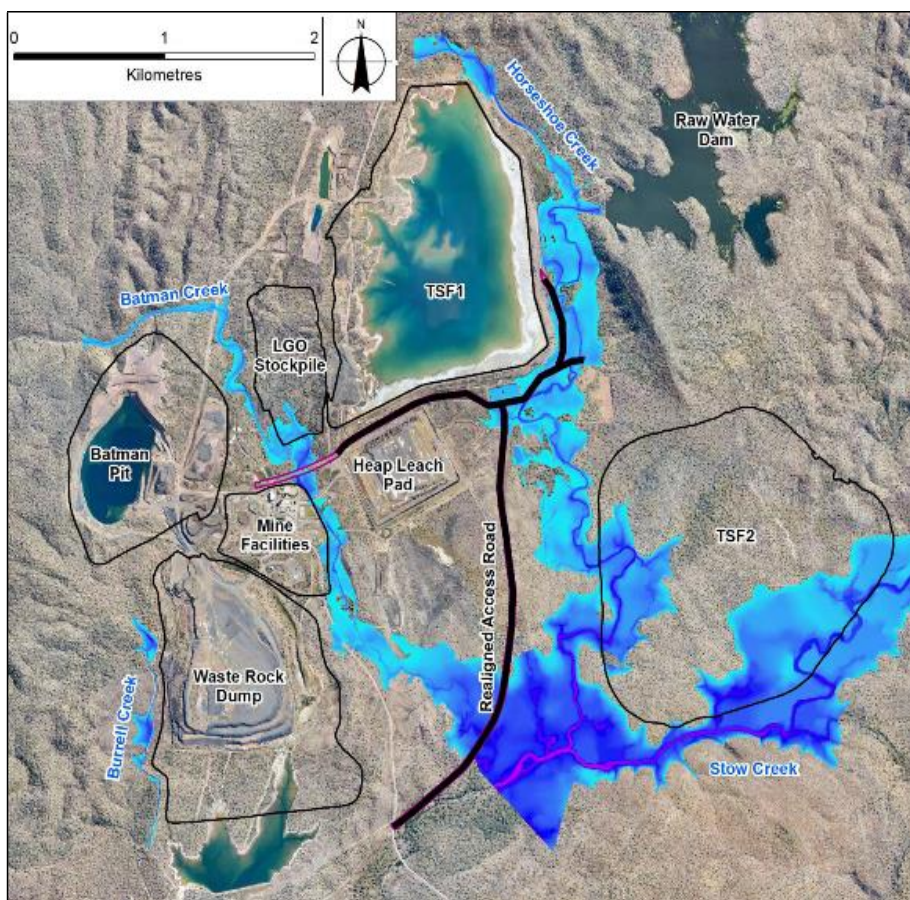 0 1 2
Kilometres
N
Horseshoe Creek
Raw Water
Dam
Batman Creek
TSF1
LGO
Stockpile
Batman
Pit
Heap Leach
Pad
Mine
Facilities
TSF2
Realigned Access Road
Waste Rock
Dump
Burrell Creek
Stow Creek